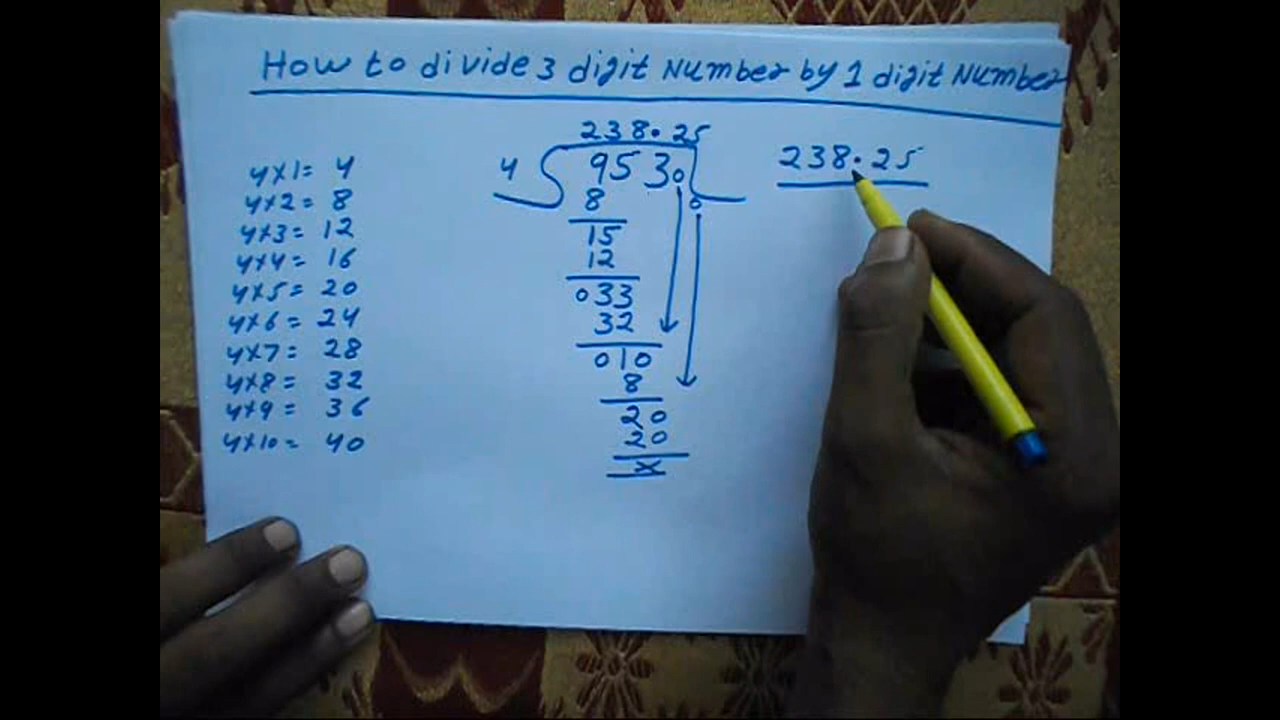 How to divide 3 digit Number by 1 digit Number
4x1= 4
4x2= 8
4x3= 12
4x4= 16
4x5= 20
4x6= 24
4x7= 28
4x8= 32
4x9= 36
4x10= 40
238.25
4 9530
8 0
15
12
033
32
010
8
20
20
x
238.25